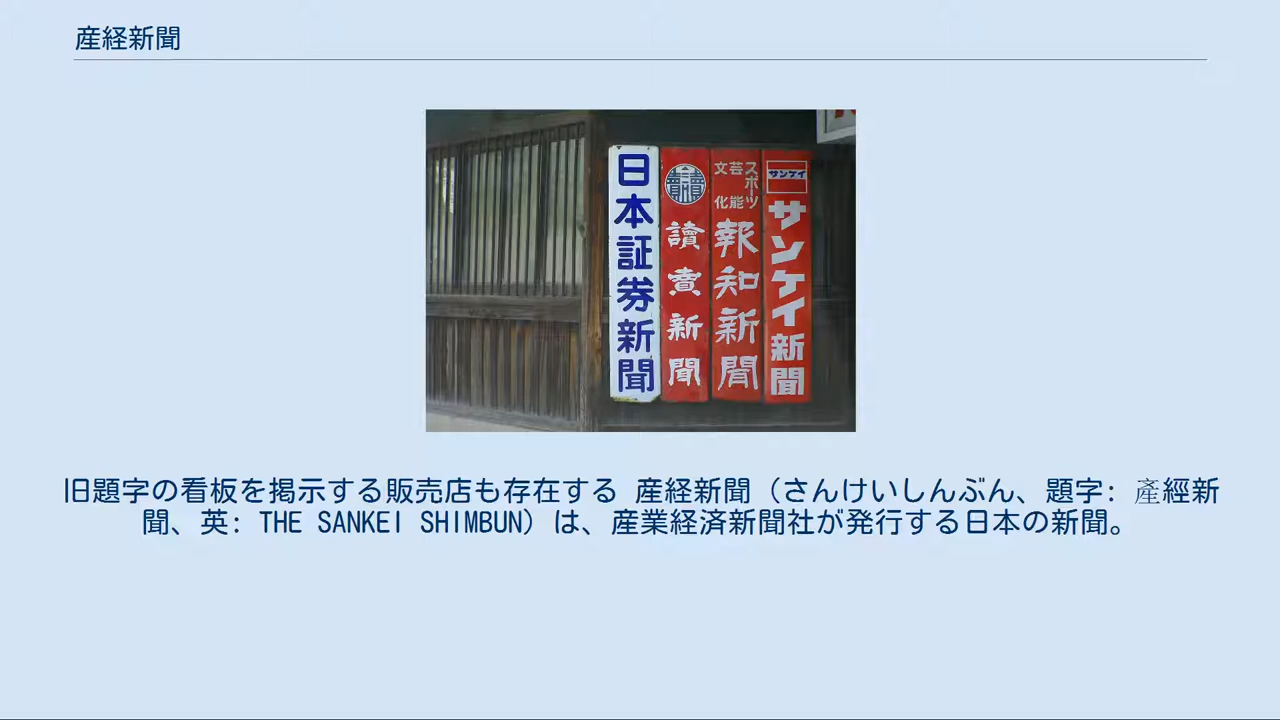 産経新聞
日本証券新聞
讀賣新聞
スポーツ
芸能
文化
報知新聞
サンケイ
サンケイ新聞
旧題字の看板を掲示する販売店も存在する 産経新聞（さんけいしんぶん、題字: 產經新
聞、英: THE SANKEI SHIMBUN）は、産業経済新聞社が発行する日本の新聞。